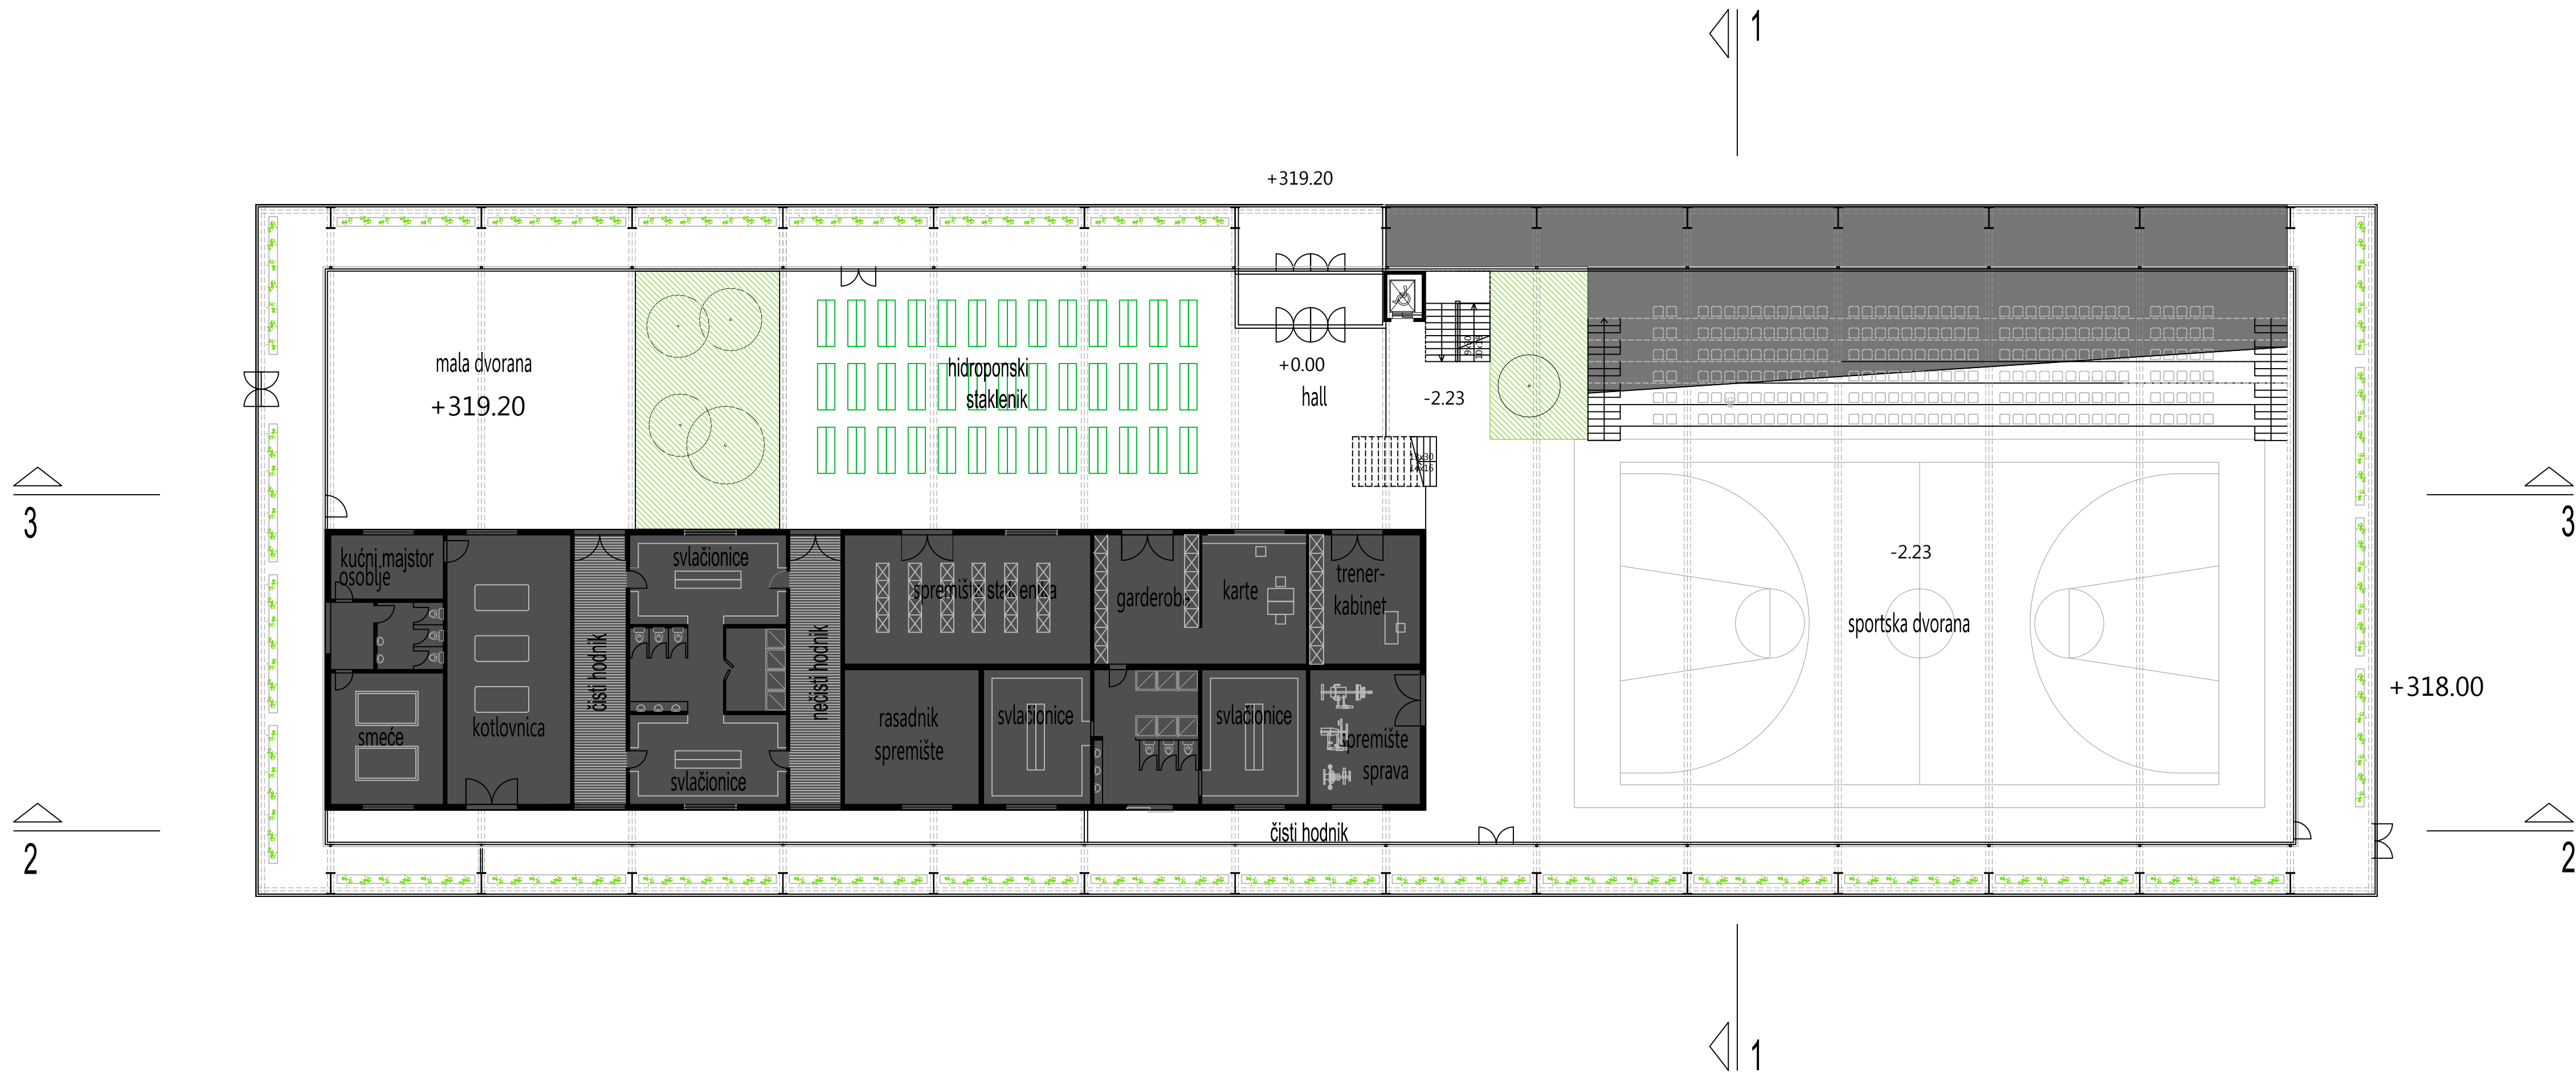 1
+319.20
mala dvorana
+319.20
hidroponski
staklenik
+0.00
hall
-2.23
3
3
kućni majstor
osoblje
svlačionice
spremište staklenika
garderoba
karte
trener-
kabinet
-2.23
sportska dvorana
čisti hodnik
nečisti hodnik
smeće
kotlovnica
rasadnik
spremište
svlačionice
svlačionice
spremište
sprava
+318.00
svlačionice
čisti hodnik
2
2
1